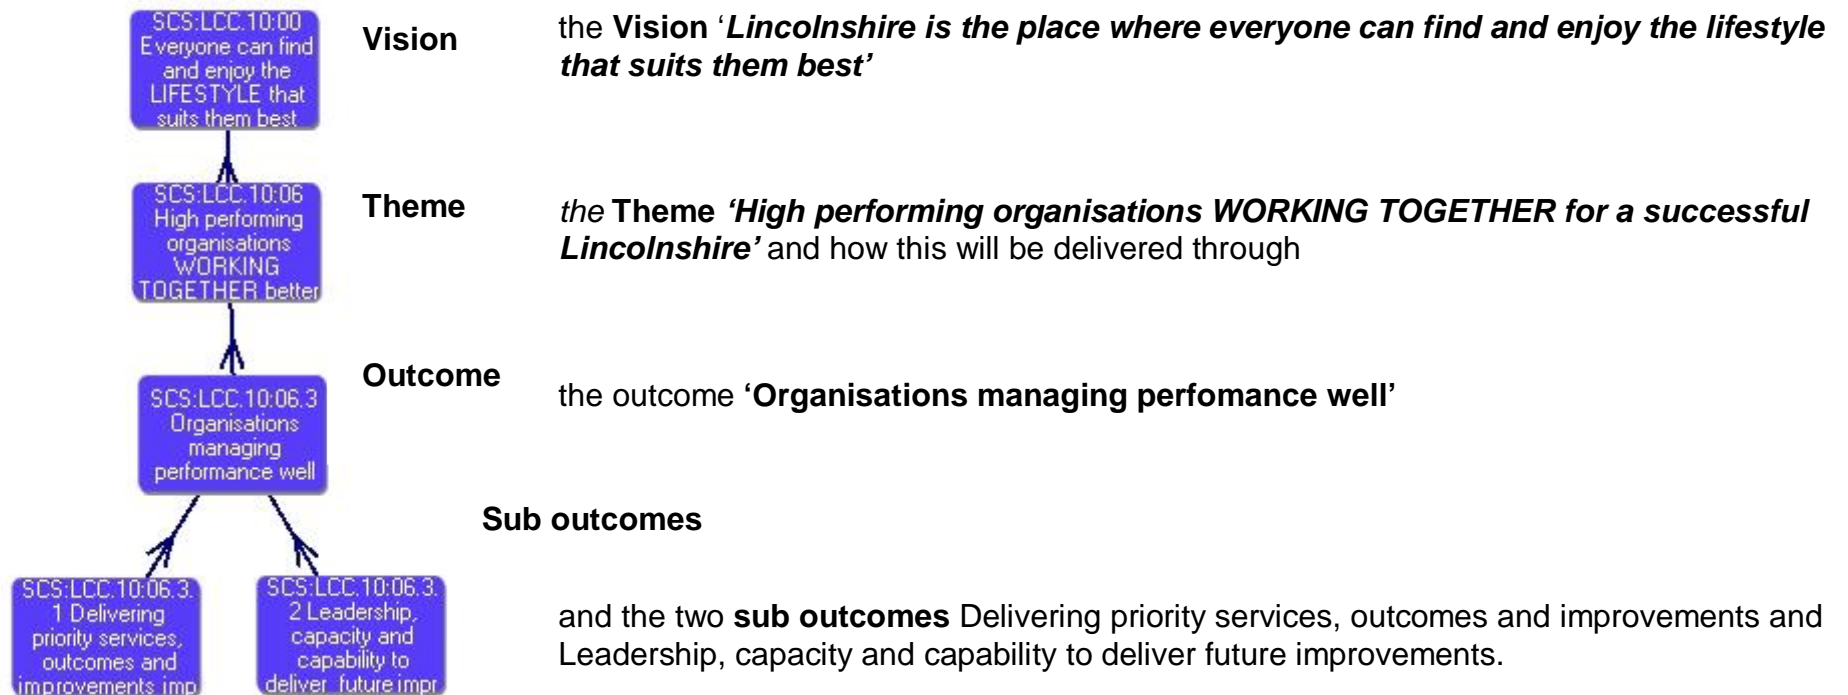 SCS:LCC.10:00
Everyone can find
and enjoy the
LIFESTYLE that
suits them best
Vision
the Vision ‘Lincolnshire is the place where everyone can find and enjoy the lifestyle
that suits them best’
SCS:LCC.10:06
High performing
organisations
WORKING
TOGETHER better
Theme
the Theme ‘High performing organisations WORKING TOGETHER for a successful
Lincolnshire’ and how this will be delivered through
SCS:LCC.10:06.3
Organisations
managing
performance well
Outcome
the outcome ‘Organisations managing perfomance well’
Sub outcomes
SCS:LCC.10:06.3.
1 Delivering
priority services,
outcomes and
improvements imp
SCS:LCC.10:06.3.
2 Leadership,
capacity and
capability to
deliver future impr
and the two sub outcomes Delivering priority services, outcomes and improvements and
Leadership, capacity and capability to deliver future improvements.